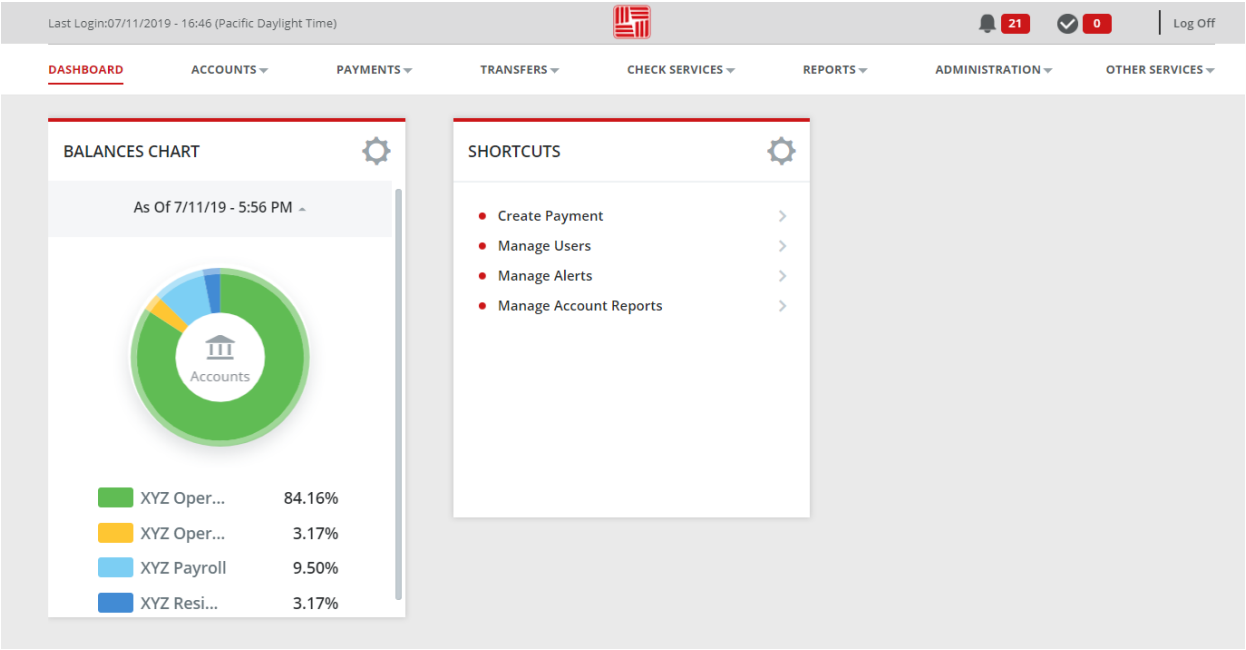 Last Login:07/11/2019 - 16:46 (Pacific Daylight Time)
21
0
Log Off
DASHBOARD
ACCOUNTS
PAYMENTS
TRANSFERS
CHECK SERVICES
REPORTS
ADMINISTRATION
OTHER SERVICES
BALANCES CHART
As Of 7/11/19 - 5:56 PM
Accounts
XYZ Oper... 84.16%
XYZ Oper... 3.17%
XYZ Payroll 9.50%
XYZ Resi... 3.17%
SHORTCUTS
Create Payment
Manage Users
Manage Alerts
Manage Account Reports